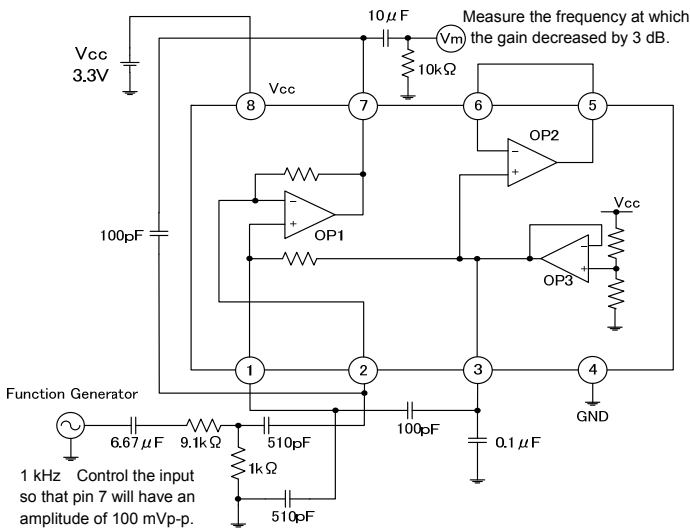 10μF
Measure the frequency at which
the gain decreased by 3 dB.
Vm
Vcc
3.3V
10kΩ
8
Vcc
7
6
5
OP2
-
+
100pF
-
+
OP1
Vcc
-
+
OP3
1
2
3
4
Function Generator
GND
6.67μF
9.1kΩ
510pF
100pF
0.1μF
1kΩ
510pF
1 kHz Control the input
so that pin 7 will have an
amplitude of 100 mVp-p.